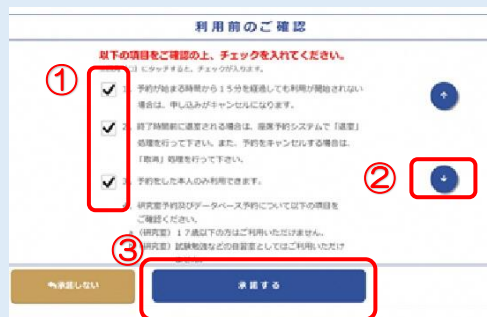 利用前のご確認
以下の項目をご確認の上、チェックを入れてください。
にタッチすると、チェックが入ります。
①
予約が始まる時間から15分を経過しても利用が開始されない
場合は、申し込みがキャンセルになります。
2. 終了時間前に退室される場合は、座席予約システムで「退室」
処理を行って下さい。また、予約をキャンセルする場合は、
「取消」処理を行って下さい。
②
予約をした本人のみ利用できます。
研究室予約及びデータベース予約について以下の項目を
ご確認ください。
(研究室)17歳以下の方はご利用いただけません。
③
研究室)試験勉強などの自習室としてはご利用いただけ
承諾しない
承諾する